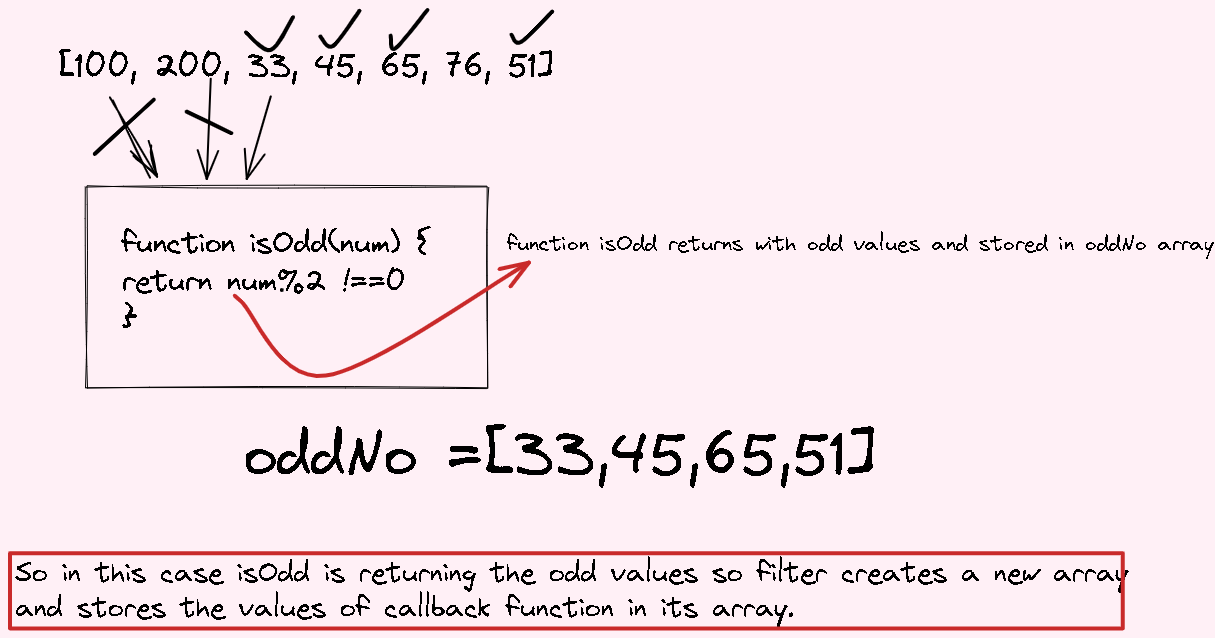 [100, 200, 33, 45, 65, 76, 51]
function isOdd(num) {
return num%2 !==0
}
function isOdd returns with odd values and stored in oddNo array
oddNo =[33,45,65,51]
So in this case isOdd is returning the odd values so filter creates a new array
and stores the values of callback function in its array.